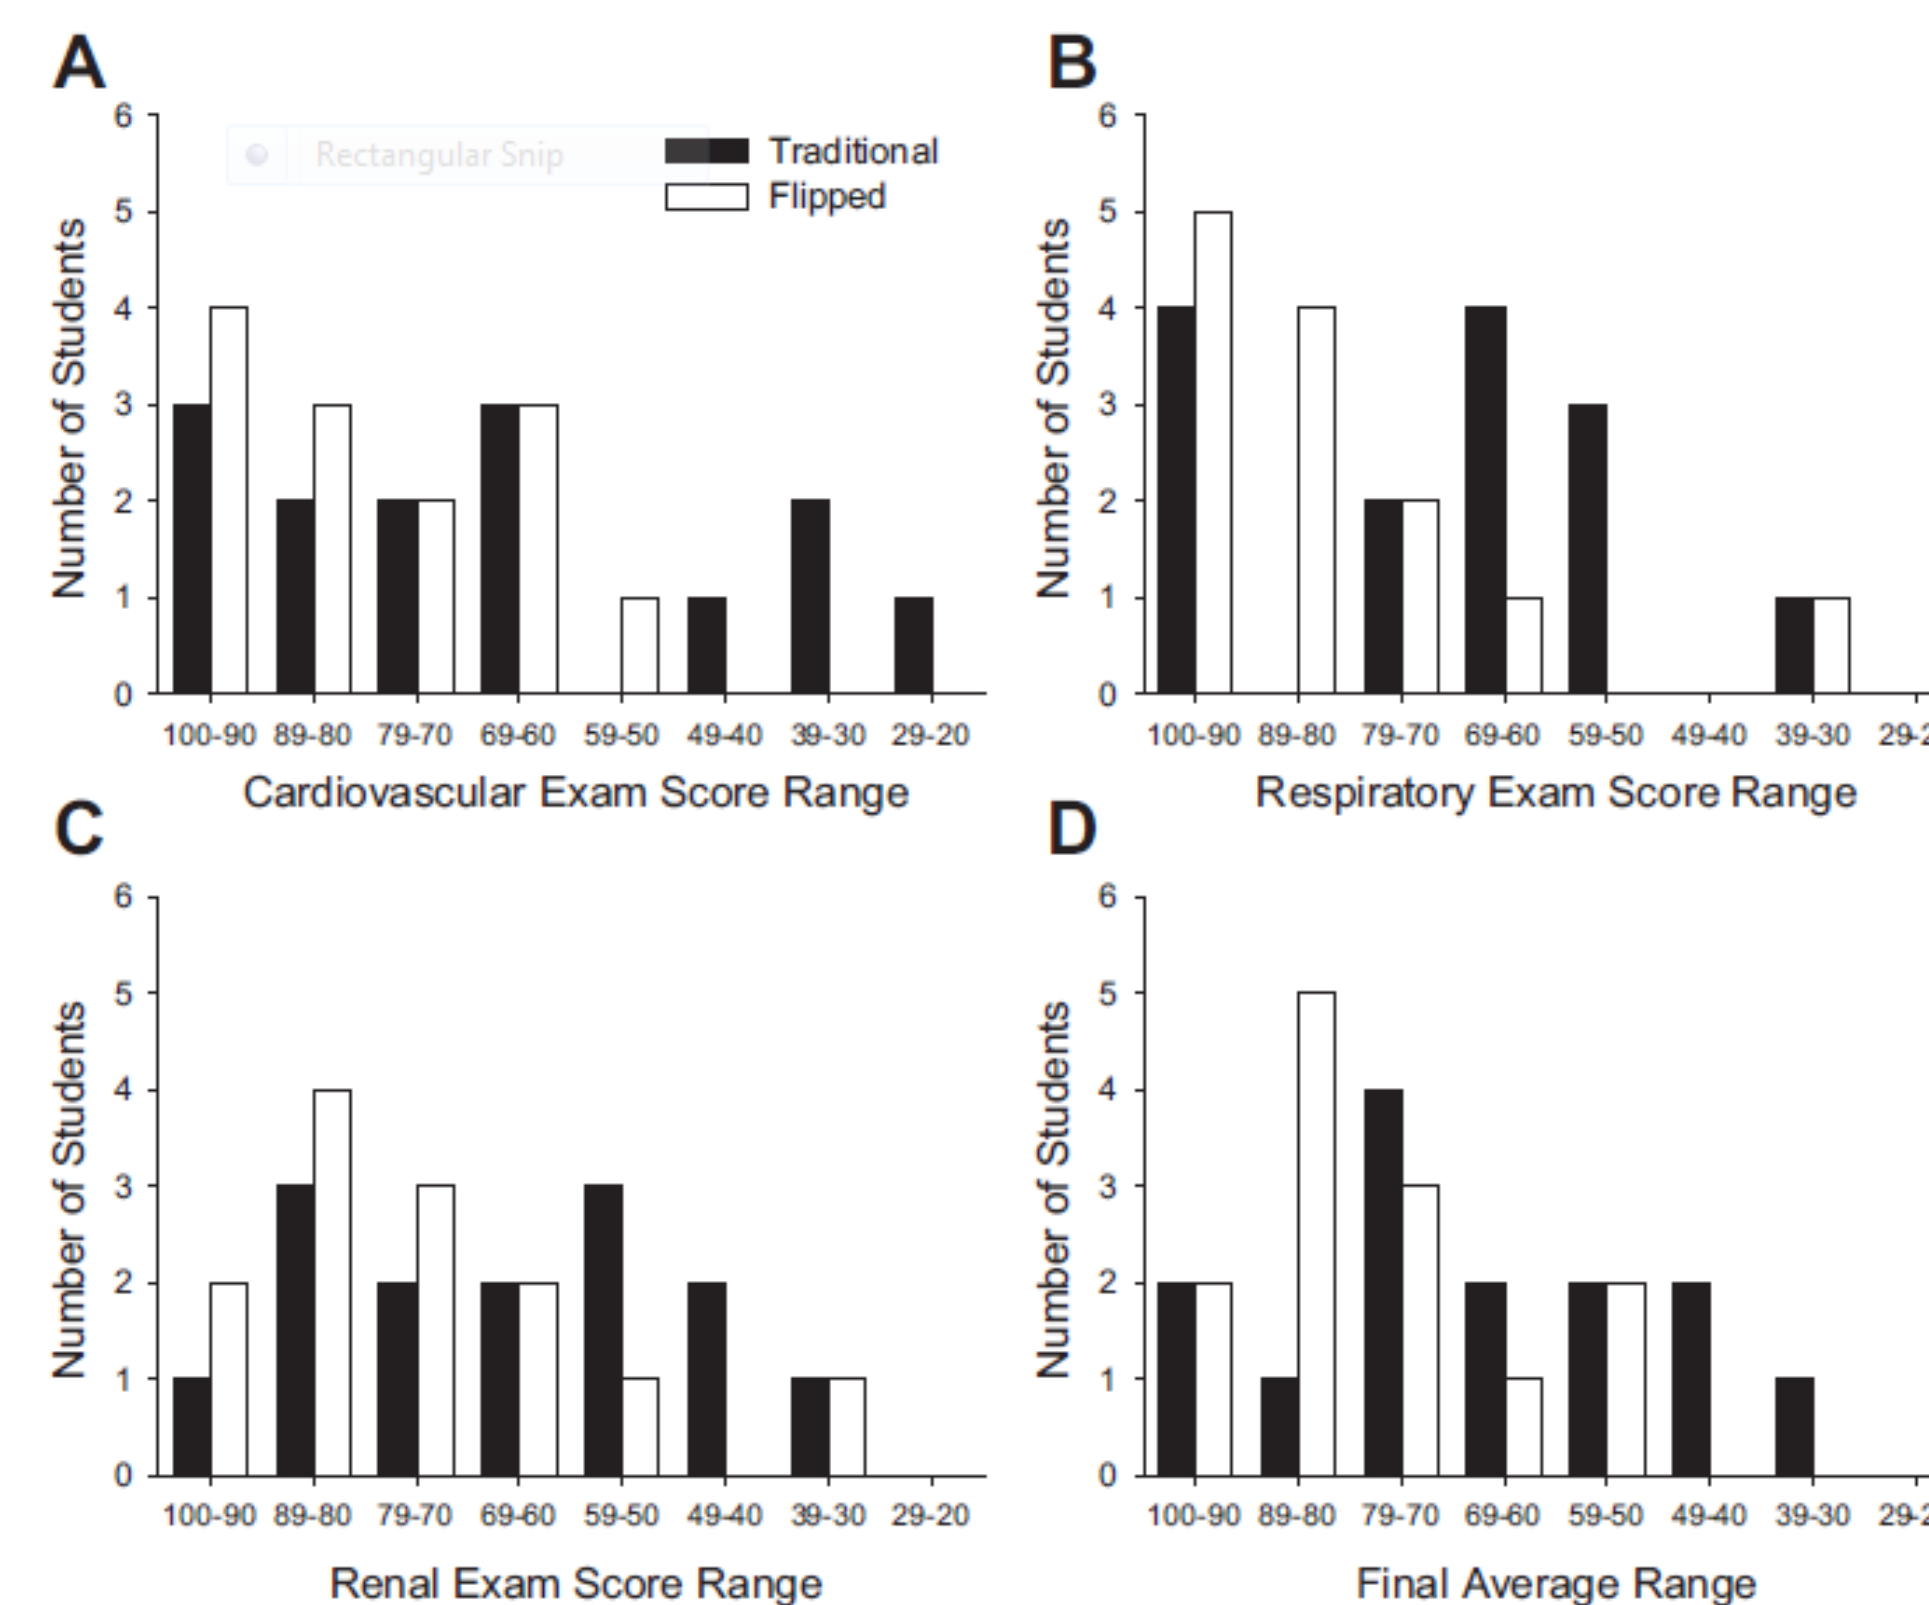 A
6
5
4
3
2
1
0
Number of Students
Rectangular Snip
Traditional
Flipped
100-90 89-80 79-70 69-60 59-50 49-40 39-30 29-20
Cardiovascular Exam Score Range
B
6
5
4
3
2
1
0
Number of Students
100-90 89-80 79-70 69-60 59-50 49-40 39-30 29-2
Respiratory Exam Score Range
C
6
5
4
3
2
1
0
Number of Students
100-90 89-80 79-70 69-60 59-50 49-40 39-30 29-20
Renal Exam Score Range
D
6
5
4
3
2
1
0
Number of Students
100-90 89-80 79-70 69-60 59-50 49-40 39-30 29-2
Final Average Range